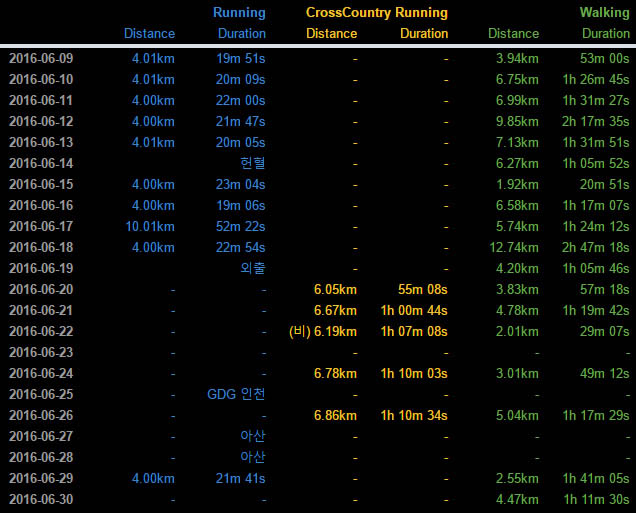 Running CrossCountry Running Walking
Distance Duration Distance Duration Distance Duration
2016-06-09 4.01km 19m 51s - - 3.94km 53m 00s
2016-06-10 4.01km 20m 09s - - 6.75km 1h 26m 45s
2016-06-11 4.00km 22m 00s - - 6.99km 1h 31m 27s
2016-06-12 4.00km 21m 47s - - 9.85km 2h 17m 35s
2016-06-13 4.01km 20m 05s - - 7.13km 1h 31m 51s
2016-06-14 헌혈 - - 6.27km 1h 05m 52s
2016-06-15 4.00km 23m 04s - - 1.92km 20m 51s
2016-06-16 4.00km 19m 06s - - 6.58km 1h 17m 07s
2016-06-17 10.01km 52m 22s - - 5.74km 1h 24m 12s
2016-06-18 4.00km 22m 54s - - 12.74km 2h 47m 18s
2016-06-19 외출 - - 4.20km 1h 05m 46s
2016-06-20 - - 6.05km 55m 08s 3.83km 57m 18s
2016-06-21 - - 6.67km 1h 00m 44s 4.78km 1h 19m 42s
2016-06-22 - - (비) 6.19km 1h 07m 08s 2.01km 29m 07s
2016-06-23 - - - - - -
2016-06-24 - - 6.78km 1h 10m 03s 3.01km 49m 12s
2016-06-25 - GDG 인천 - - - -
2016-06-26 - - 6.86km 1h 10m 34s 5.04km 1h 17m 29s
2016-06-27 - 아산 - - - -
2016-06-28 - 아산 - - - -
2016-06-29 4.00km 21m 41s - - 2.55km 1h 41m 05s
2016-06-30 - - - - 4.47km 1h 11m 30s